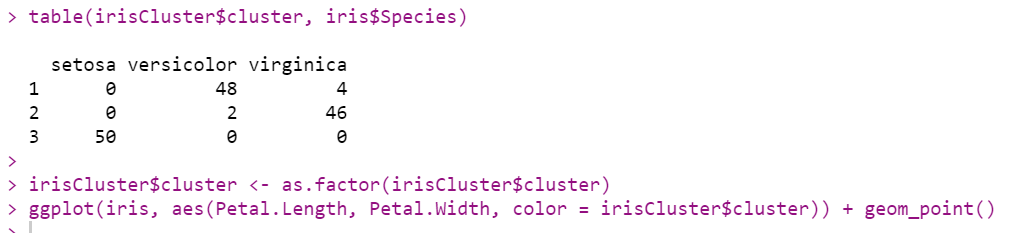 > table(irisCluster$cluster, iris$Species)
setosa versicolor virginica
1 0 48 4
2 0 2 46
3 50 0 0
>
> irisCluster$cluster <- as.factor(irisCluster$cluster)
> ggplot(iris, aes(Petal.Length, Petal.Width, color = irisCluster$cluster)) + geom_point()
>